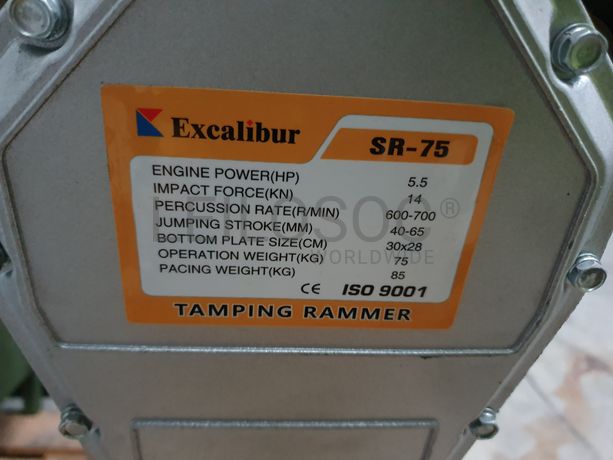 Excalibur SR-75
ENGINE POWER(HP) 5.5
IMPACT FORCE(KN) 14
PERCUSSION RATE(R/MIN) 600-700
JUMPING STROKE(MM) 40-65
BOTTOM PLATE SIZE(CM) 30x28
OPERATION WEIGHT(KG) 75
PACING WEIGHT(KG) 85
CE ISO 9001
TAMPING RAMMER
WORLDWIDE